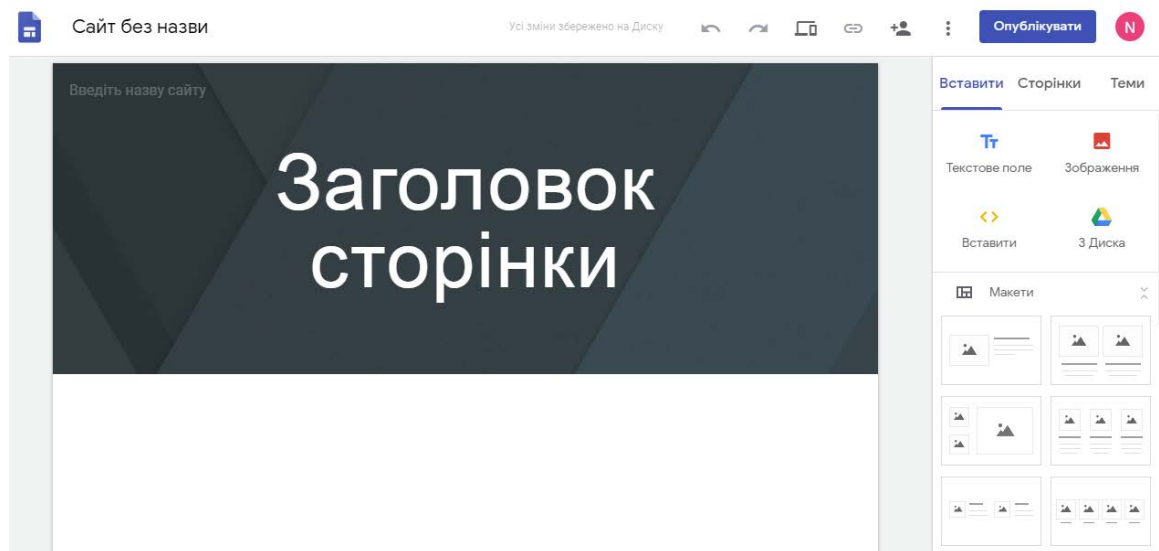 Сайт без назви
Усі зміни збережено на Диску
Опублікувати
N
Введіть назву сайту
Заголовок
сторінки
Вставити Сторінки Теми
Текстове поле Зображення
Вставити З Диска
Макети